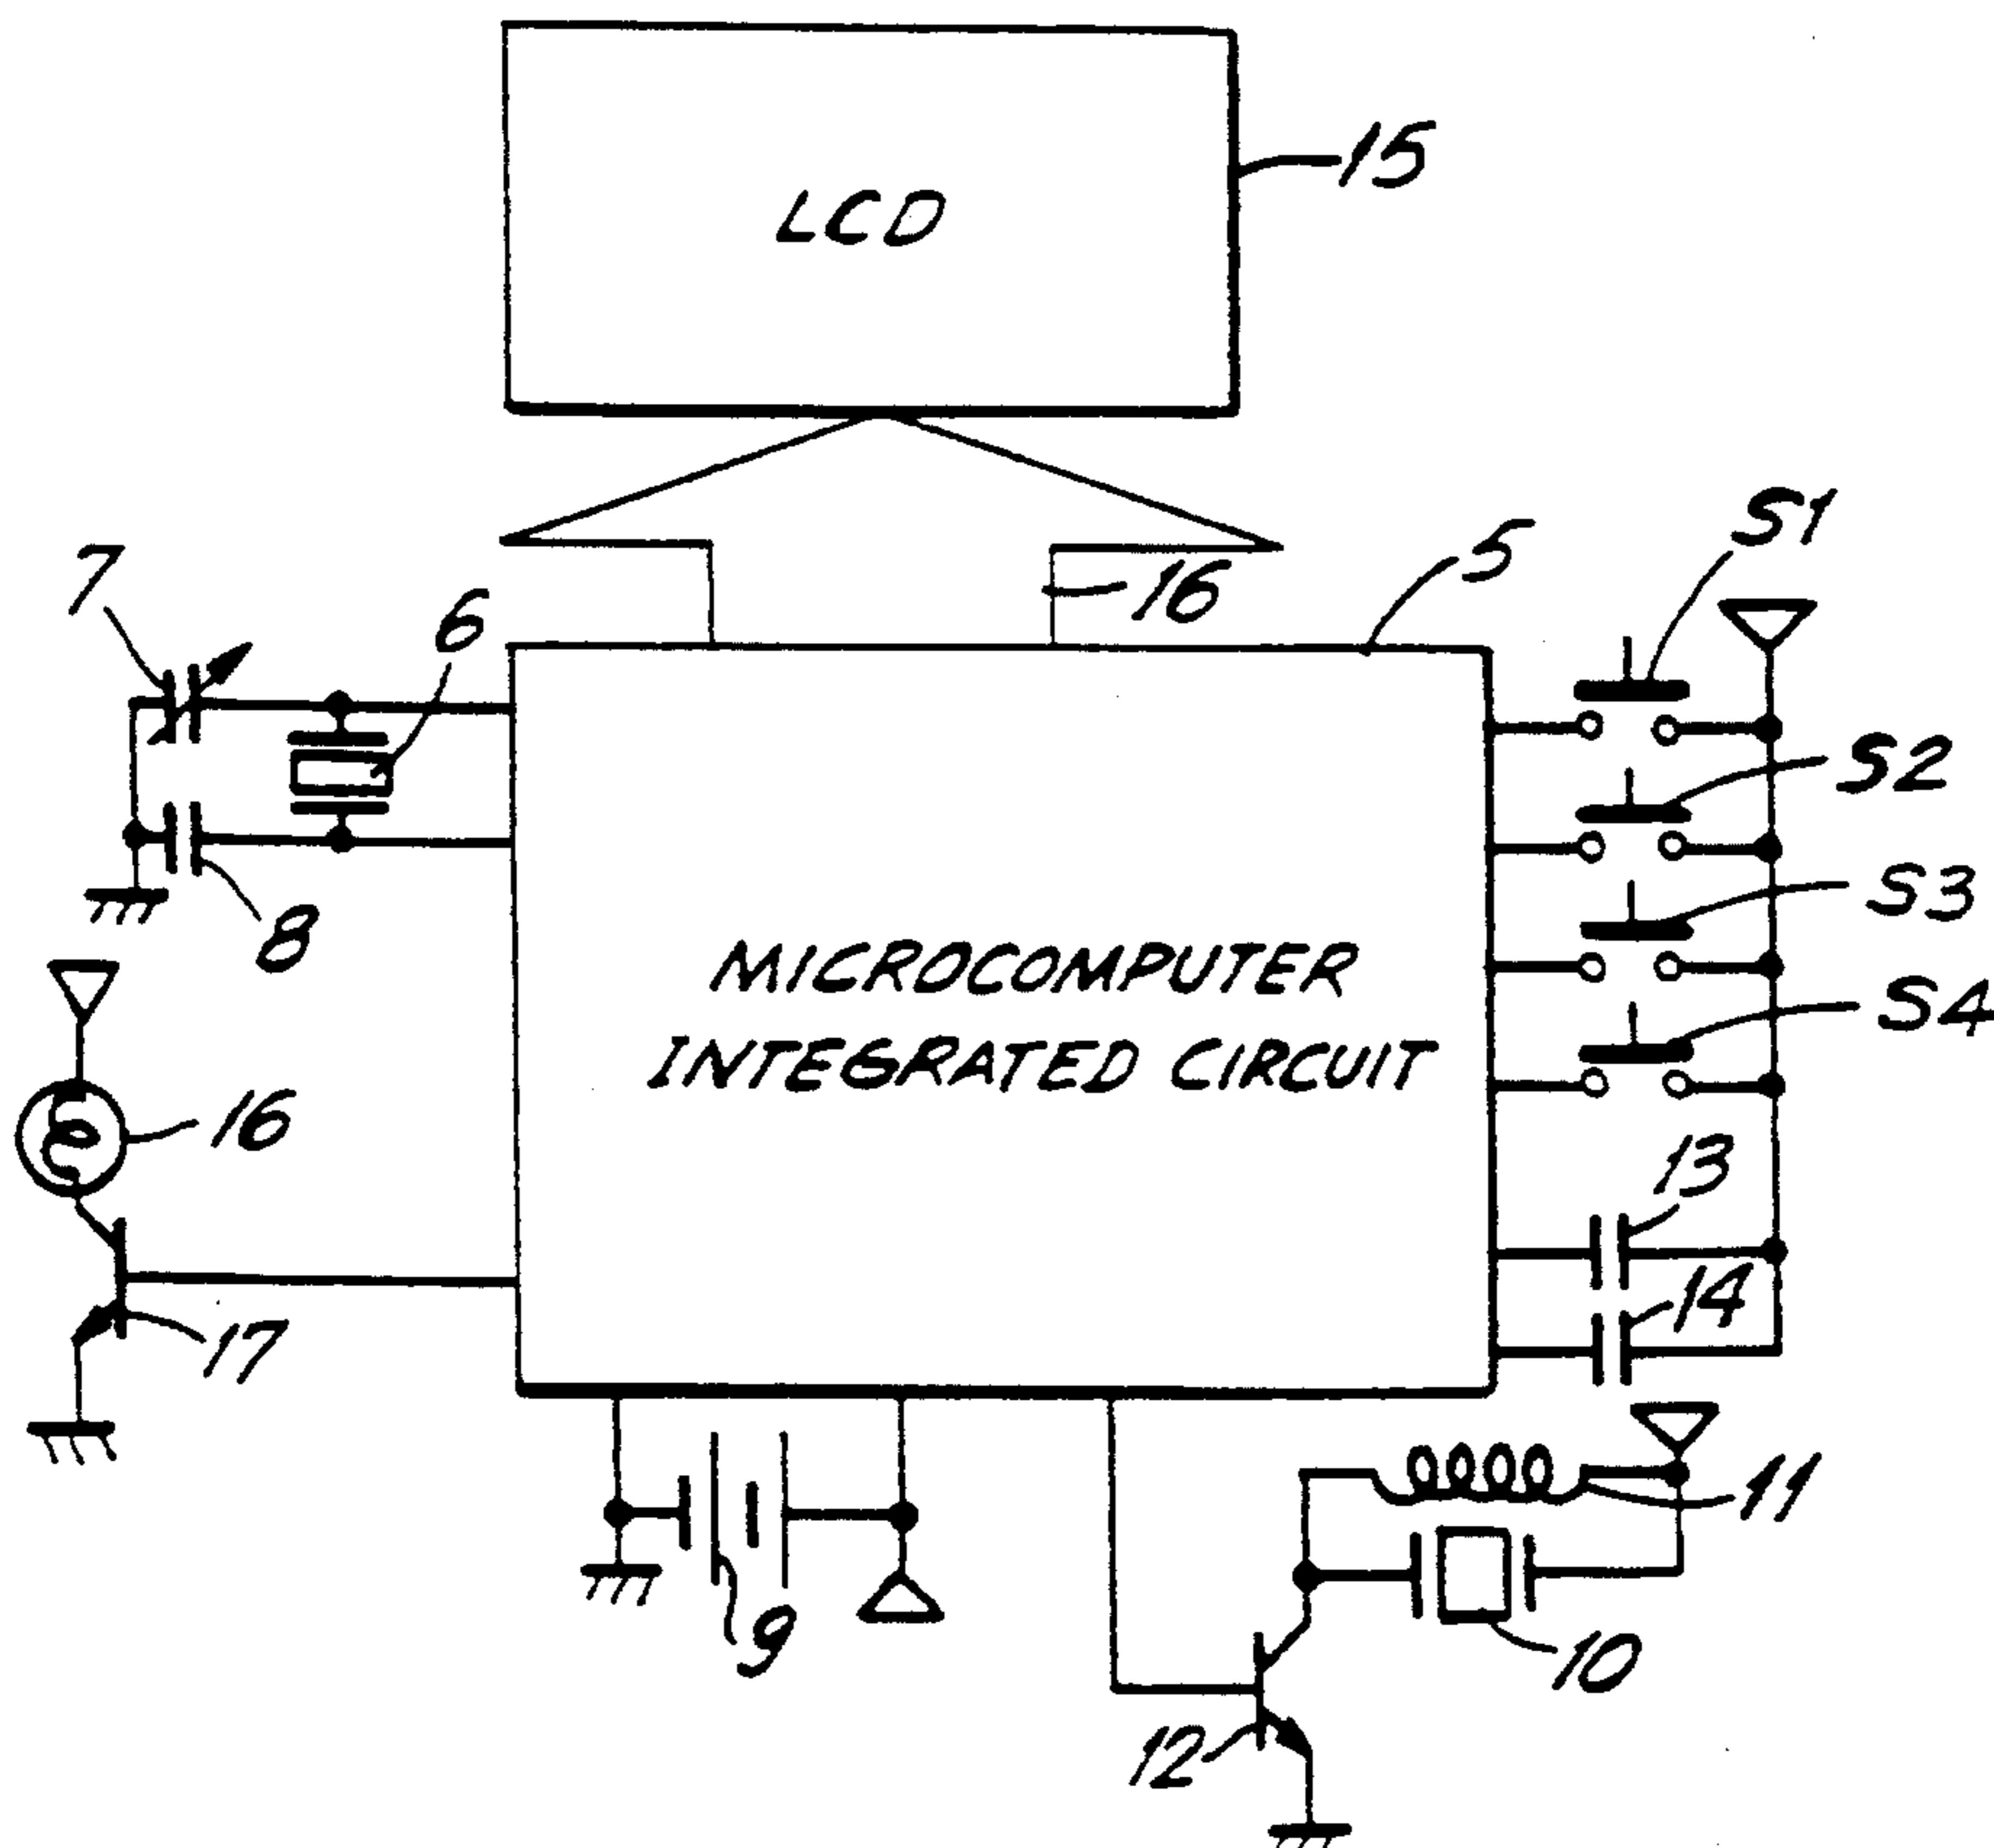 LCD
15
16
5
S1
7
6
S2
8
S3
MICROCOMPUTER
INTEGRATED CIRCUIT
S4
16
13
14
17
11
9
10
12